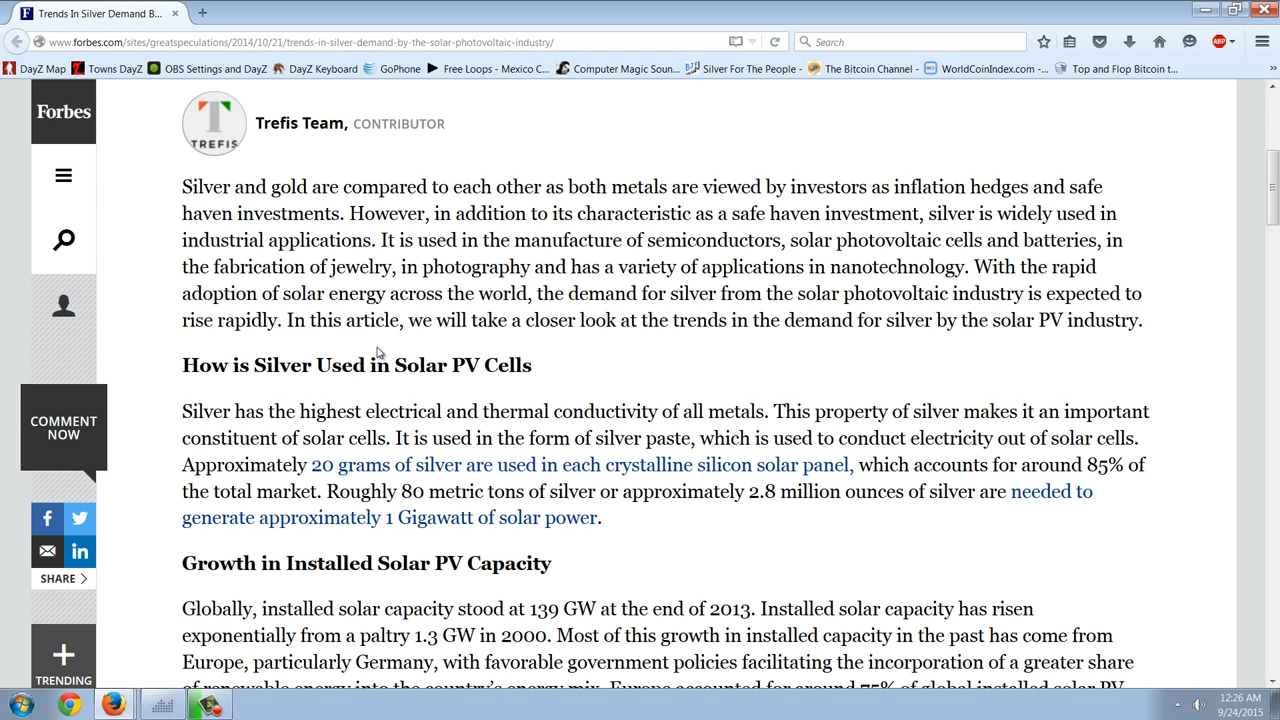 Trends In Silver Demand B...
www.forbes.com/sites/greatspeculations/2014/10/21/trends-in-silver-demand-by-the-solar-photovoltaic-industry/
Search
ABP
DayZ Map
Towns DayZ
OBS Settings and DayZ
DayZ Keyboard
GoPhone
Free Loops - Music, C...
Computer Magic Soun...
Silver For The People -
The Bitcoin Channel -
WorldCoinIndex.com -...
Top and Flop Bitcoin t...
Forbes
TREFIS
Trefis Team, CONTRIBUTOR
Silver and gold are compared to each other as both metals are viewed by investors as inflation hedges and safe
haven investments. However, in addition to its characteristic as a safe haven investment, silver is widely used in
industrial applications. It is used in the manufacture of semiconductors, solar photovoltaic cells and batteries, in
the fabrication of jewelry, in photography and has a variety of applications in nanotechnology. With the rapid
adoption of solar energy across the world, the demand for silver from the solar photovoltaic industry is expected to
rise rapidly. In this article, we will take a closer look at the trends in the demand for silver by the solar PV industry.
How is Silver Used in Solar PV Cells
Silver has the highest electrical and thermal conductivity of all metals. This property of silver makes it an important
constituent of solar cells. It is used in the form of silver paste, which is used to conduct electricity out of solar cells.
Approximately 20 grams of silver are used in each crystalline silicon solar panel, which accounts for around 85% of
the total market. Roughly 80 metric tons of silver or approximately 2.8 million ounces of silver are needed to
generate approximately 1 Gigawatt of solar power.
Growth in Installed Solar PV Capacity
Globally, installed solar capacity stood at 139 GW at the end of 2013. Installed solar capacity has risen
exponentially from a paltry 1.3 GW in 2000. Most of this growth in installed capacity in the past has come from
Europe, particularly Germany, with favorable government policies facilitating the incorporation of a greater share
COMMENT
NOW
SHARE
TRENDING
12:26 AM
9/24/2015